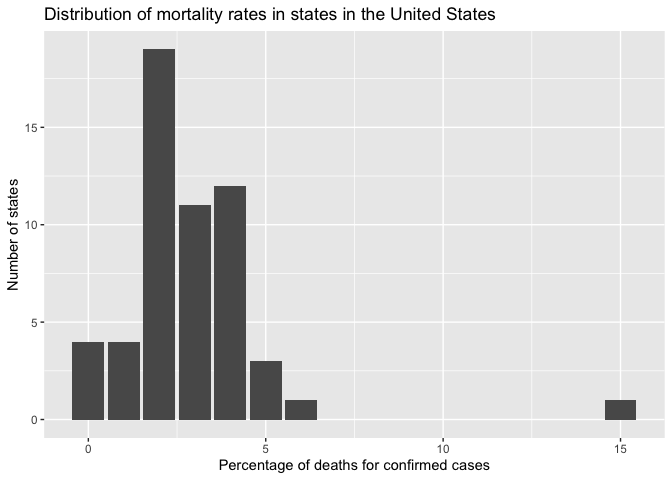 Distribution of mortality rates in states in the United States
Number of states
15
10
5
0
0 5 10 15
Percentage of deaths for confirmed cases